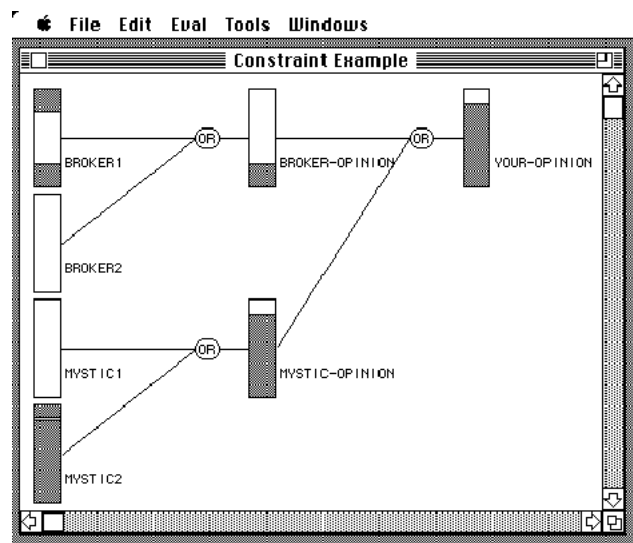 File Edit Eval Tools Windows
Constraint Example
OR
OR
BROKER1
BROKER-OPINION
YOUR-OPINION
BROKER2
OR
MYSTIC1
MYSTIC-OPINION
MYSTIC2